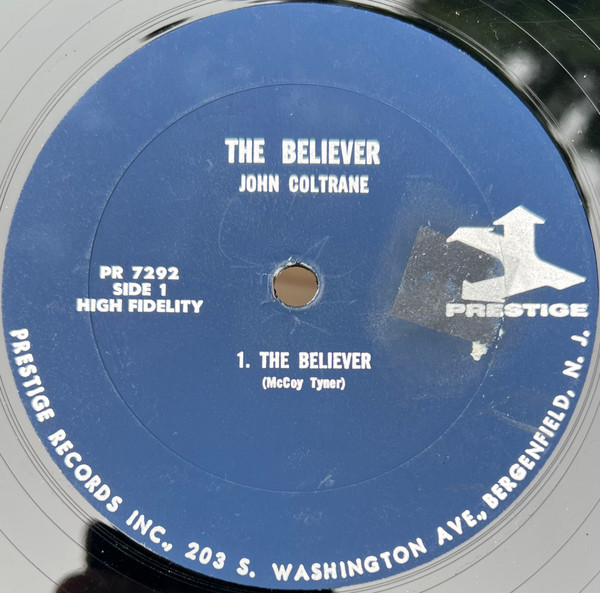 THE BELIEVER
JOHN COLTRANE
PR 7292
SIDE 1
HIGH FIDELITY
PRESTIGE
1. THE BELIEVER
(McCoy Tyner)
PRESTIGE RECORDS INC., 203 S. WASHINGTON AVE., BERGENFIELD, N. J.